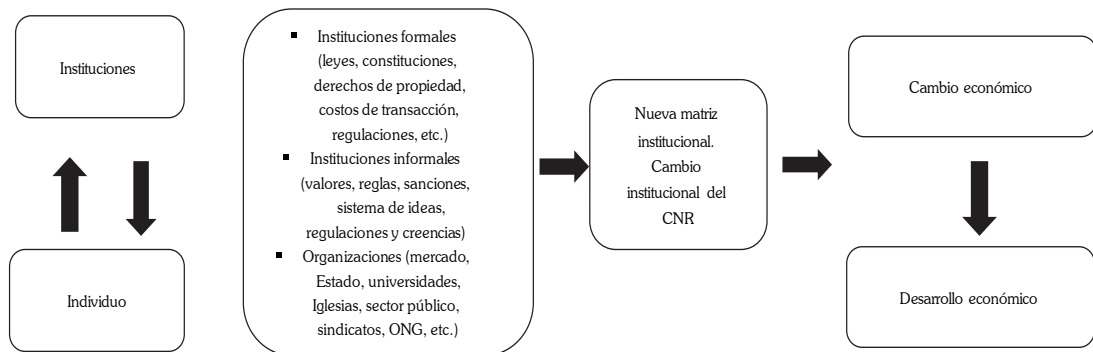 Instituciones
Individuo
▪ Instituciones formales
(leyes, constituciones,
derechos de propiedad,
costos de transacción,
regulaciones, etc.)
▪ Instituciones informales
(valores, reglas, sanciones,
sistema de ideas,
regulaciones y creencias)
▪ Organizaciones (mercado,
Estado, universidades,
Iglesias, sector público,
sindicatos, ONG, etc.)
Nueva matriz
institucional.
Cambio
institucional del
CNR
Cambio económico
Desarrollo económico